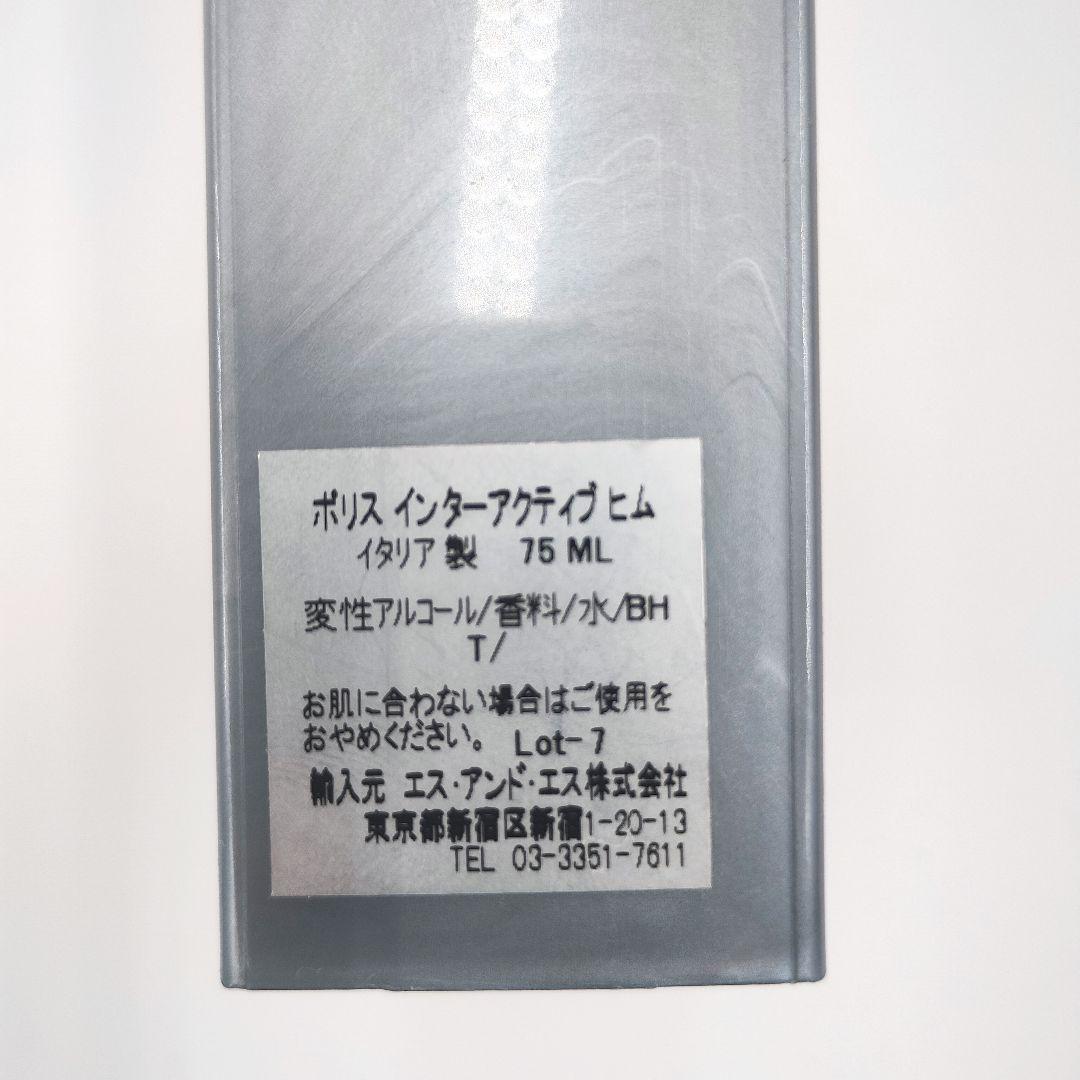 ポリス インターアクティブ ヒム
イタリア 製 75 ML
変性アルコール/香料/水/BH
T/
お肌に合わない場合はご使用を
おやめください。 Lot-7
輸入元 エス・アンド・エス株式会社
東京都新宿区新宿1-20-13
TEL 03-3351-7611